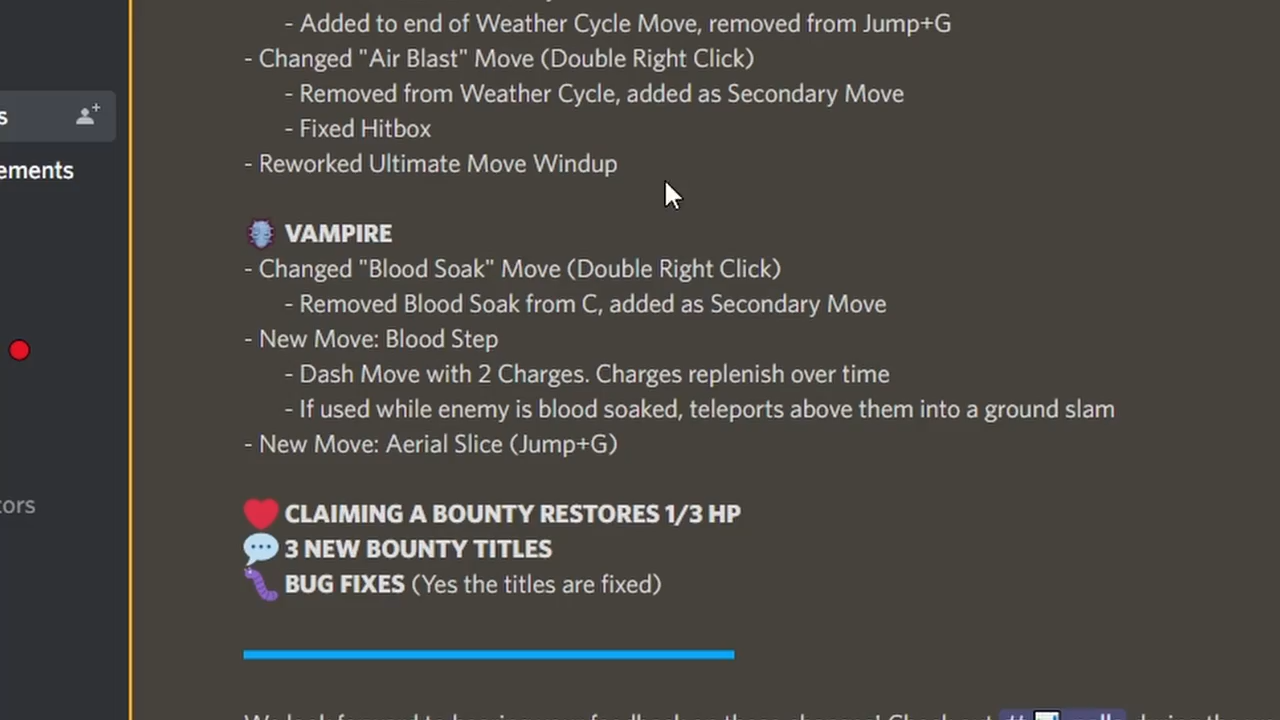 - Added to end of Weather Cycle Move, removed from Jump+G
- Changed "Air Blast" Move (Double Right Click)
- Removed from Weather Cycle, added as Secondary Move
- Fixed Hitbox
- Reworked Ultimate Move Windup
ements
VAMPIRE
- Changed "Blood Soak" Move (Double Right Click)
- Removed Blood Soak from C, added as Secondary Move
- New Move: Blood Step
- Dash Move with 2 Charges. Charges replenish over time
- If used while enemy is blood soaked, teleports above them into a ground slam
- New Move: Aerial Slice (Jump+G)
tors
CLAIMING A BOUNTY RESTORES 1/3 HP
3 NEW BOUNTY TITLES
BUG FIXES (Yes the titles are fixed)